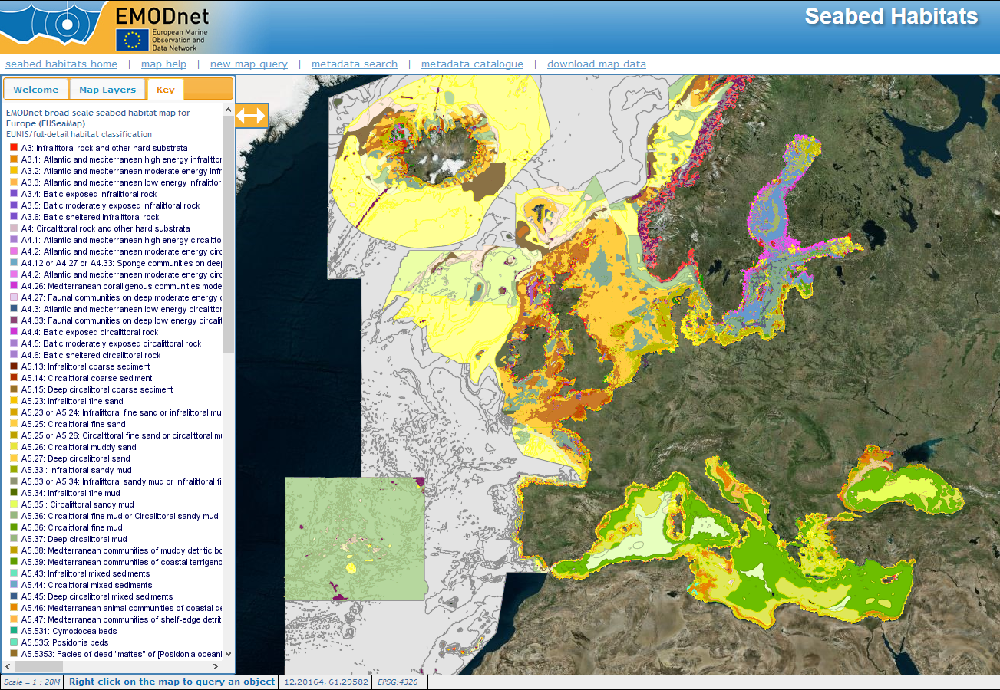 EMODnet
European Marine
Observation and
Data Network
Seabed Habitats
seabed habitats home | map help | new map query | metadata search | metadata catalogue | download map data
Welcome Map Layers Key
EMODnet broad-scale seabed habitat map for
Europe (EUSeaMap)
EUNIS/full-detail habitat classification
A3: Infralittoral rock and other hard substrata
A3.1: Atlantic and mediterranean high energy infralittor
A3.2: Atlantic and mediterranean moderate energy infr
A3.3: Atlantic and mediterranean low energy infralittor
A3.4: Baltic exposed infralittoral rock
A3.5: Baltic moderately exposed infralittoral rock
A3.6: Baltic sheltered infralittoral rock
A4: Circalittoral rock and other hard substrata
A4.1: Atlantic and mediterranean high energy circalitto
A4.2: Atlantic and mediterranean moderate energy circ
A4.12 or A4.27 or A4.33: Sponge communities on deep
A4.2: Atlantic and mediterranean moderate energy circ
A4.26: Mediterranean coralligenous communities mode
A4.27: Faunal communities on deep moderate energy c
A4.3: Atlantic and mediterranean low energy circalittor
A4.33: Faunal communities on deep low energy circalit
A4.4: Baltic exposed circalittoral rock
A4.5: Baltic moderately exposed circalittoral rock
A4.6: Baltic sheltered circalittoral rock
A5.13: Infralittoral coarse sediment
A5.14: Circalittoral coarse sediment
A5.15: Deep circalittoral coarse sediment
A5.23: Infralittoral fine sand
A5.23 or A5.24: Infralittoral fine sand or infralittoral mu
A5.25: Circalittoral fine sand
A5.25 or A5.26: Circalittoral fine sand or circalittoral mu
A5.26: Circalittoral muddy sand
A5.27: Deep circalittoral sand
A5.33 : Infralittoral sandy mud
A5.33 or A5.34: Infralittoral sandy mud or infralittoral fi
A5.34: Infralittoral fine mud
A5.35 : Circalittoral sandy mud
A5.36: Circalittoral fine mud or Circalittoral sandy mud
A5.36: Circalittoral fine mud
A5.37: Deep circalittoral mud
A5.38: Mediterranean communities of muddy detritic bo
A5.39: Mediterranean communities of coastal terrigenc
A5.43: Infralittoral mixed sediments
A5.44: Circalittoral mixed sediments
A5.45: Deep circalittoral mixed sediments
A5.46: Mediterranean animal communities of coastal de
A5.47: Mediterranean communities of shelf-edge detrit
A5.531: Cymodocea beds
A5.535: Posidonia beds
A5.5353: Facies of dead "mattes" of [Posidonia oceani
Scale = 1 : 28M Right click on the map to query an object 12.20164, 61.29582 EPSG:4326